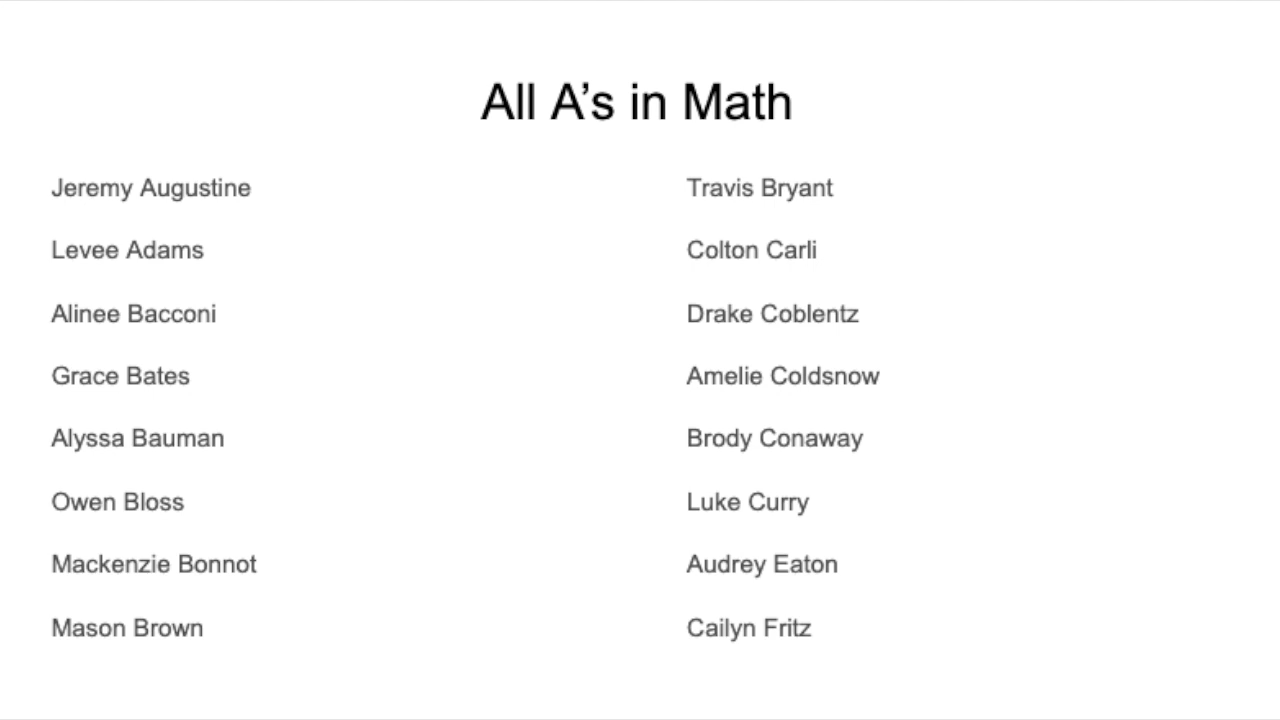 All A’s in Math
Jeremy Augustine
Levee Adams
Alinee Bacconi
Grace Bates
Alyssa Bauman
Owen Bloss
Mackenzie Bonnot
Mason Brown
Travis Bryant
Colton Carli
Drake Coblentz
Amelie Coldsnow
Brody Conaway
Luke Curry
Audrey Eaton
Cailyn Fritz